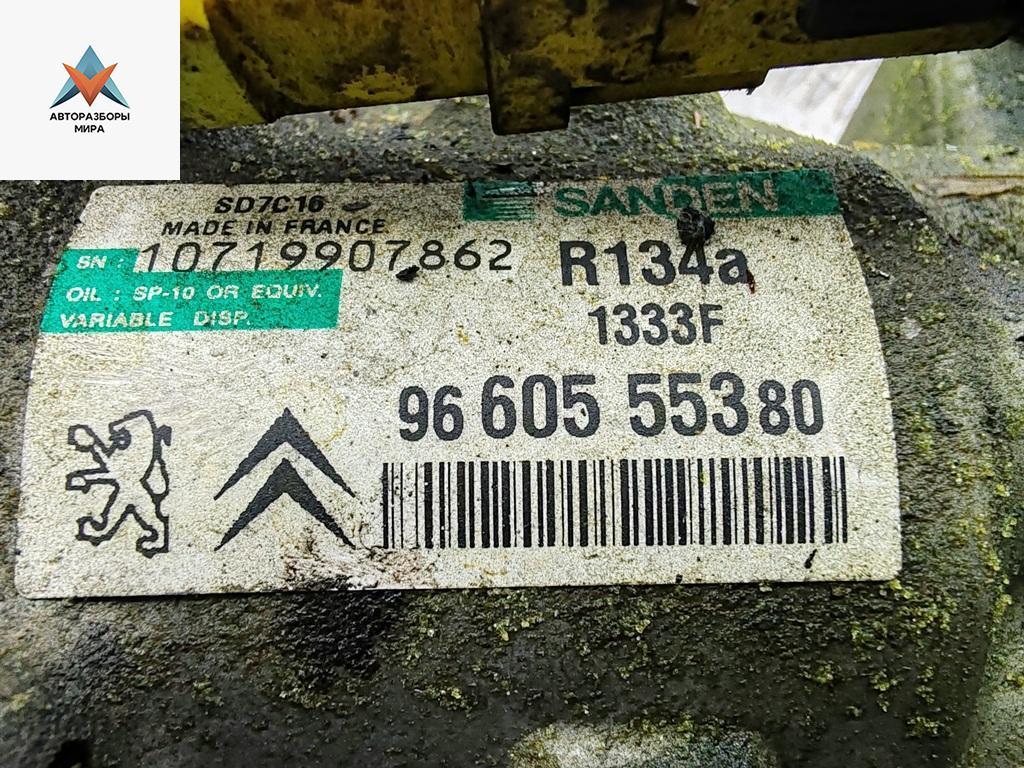 АВТОРАЗБОРЫ
МИРА
SD7C16
SANDEN
MADE IN FRANCE
SN : 10719907862
R134a
OIL : SP-10 OR EQUIV.
VARIABLE DISP.
1333F
96 605 553 80